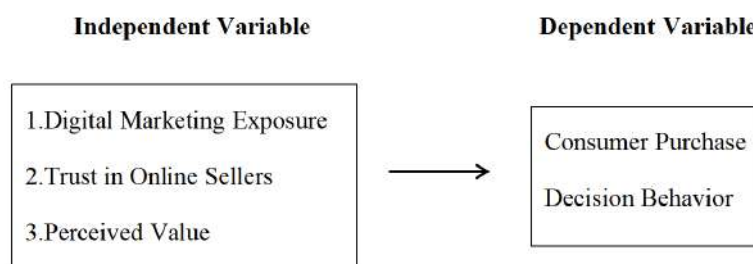 Independent Variable
Dependent Variable
1.Digital Marketing Exposure
2.Trust in Online Sellers
3.Perceived Value
Consumer Purchase
Decision Behavior